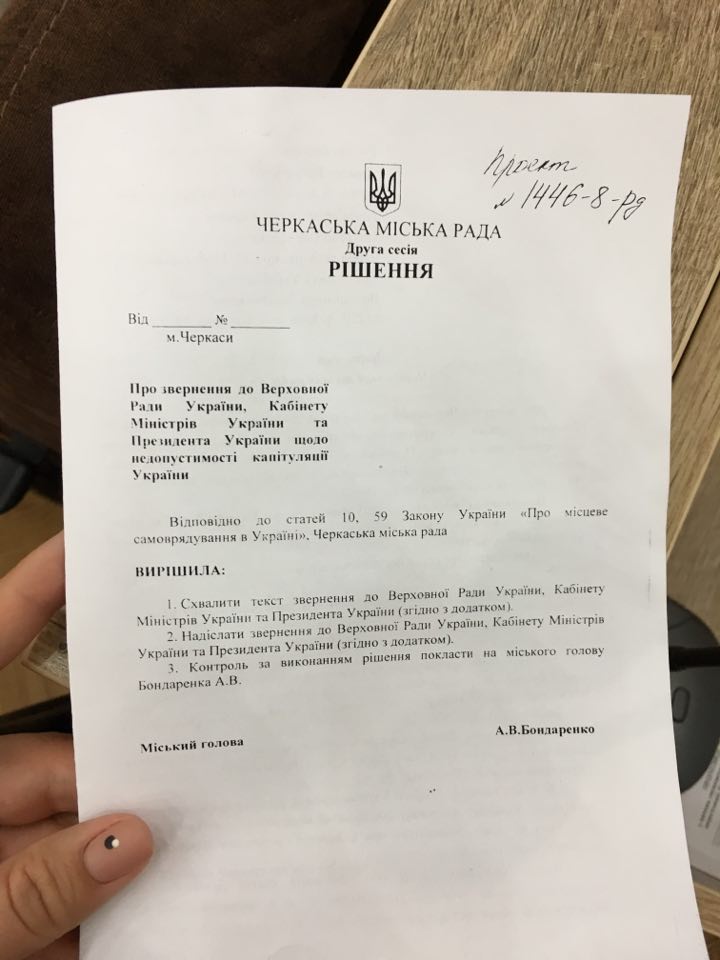 Проект
№ 1446-8-рд
ЧЕРКАСЬКА МІСЬКА РАДА
Друга сесія
РІШЕННЯ
Від ________ № ________
м.Черкаси
Про звернення до Верховної
Ради України, Кабінету
Міністрів України та
Президента України щодо
недопустимості капітуляції
України
Відповідно до статей 10, 59 Закону України «Про місцеве
самоврядування в Україні», Черкаська міська рада
ВИРІШИЛА:
1. Схвалити текст звернення до Верховної Ради України, Кабінету
Міністрів України та Президента України (згідно з додатком).
2. Надіслати звернення до Верховної Ради України, Кабінету Міністрів
України та Президента України (згідно з додатком).
3. Контроль за виконанням рішення покласти на міського голову
Бондаренка А.В.
Міський голова А.В.Бондаренко